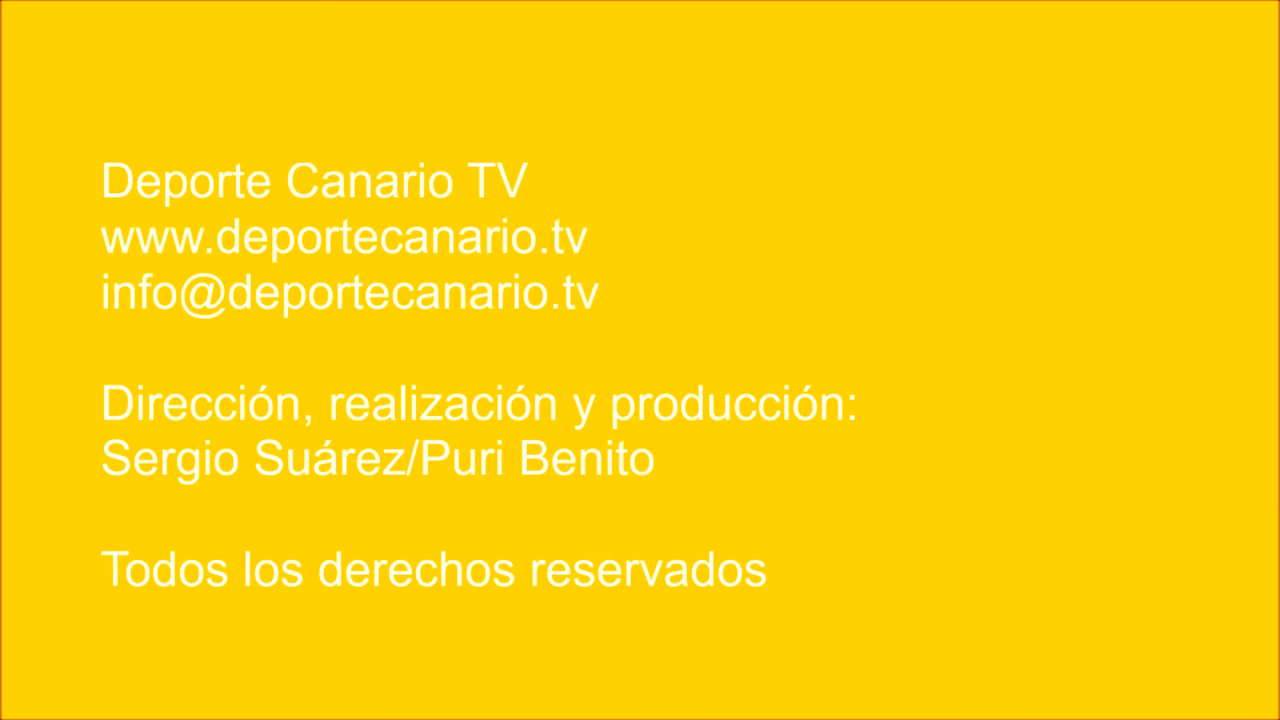 Deporte Canario TV
www.deportecanario.tv
info@deportecanario.tv
Dirección, realización y producción:
Sergio Suárez/Puri Benito
Todos los derechos reservados